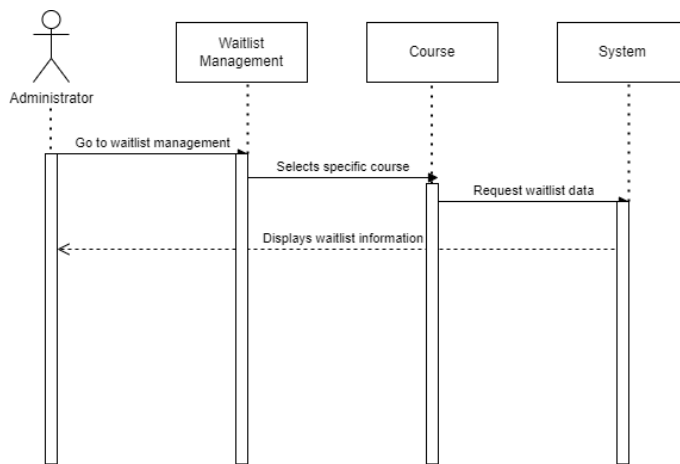 Waitlist
Management
Course
System
Administrator
Go to waitlist management
Selects specific course
Request waitlist data
Displays waitlist information